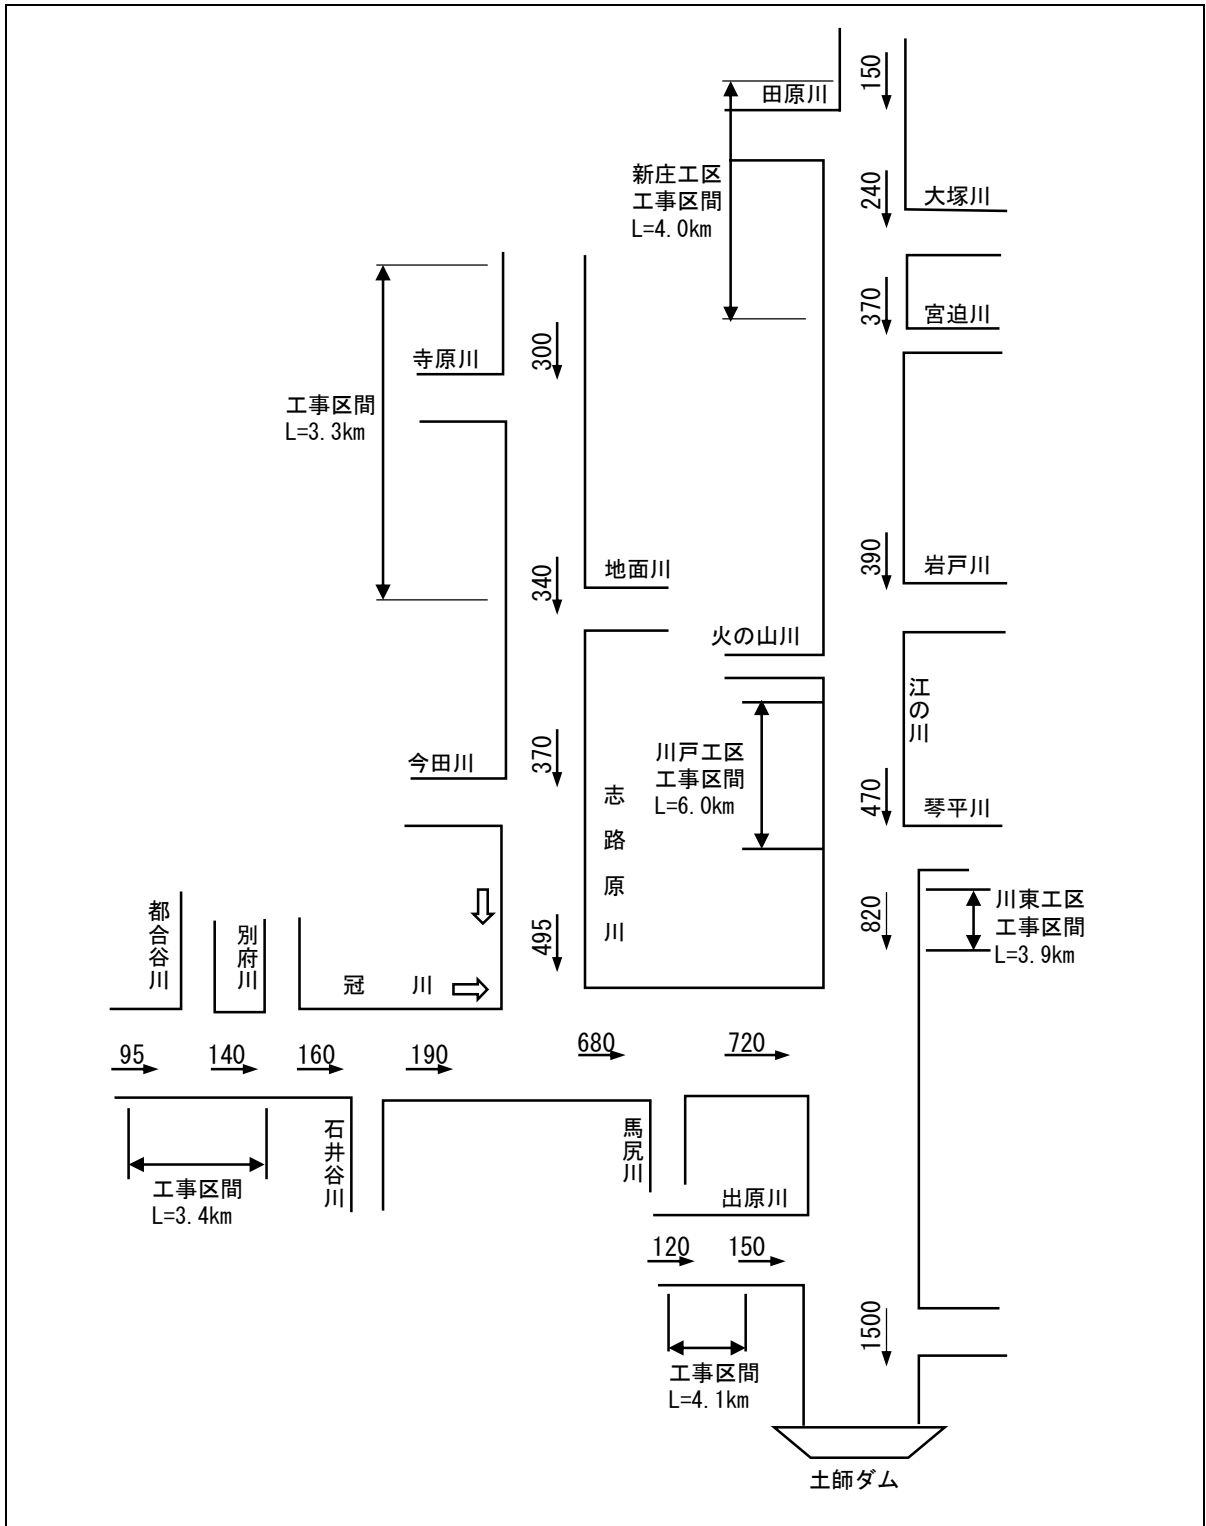 150
田原川
新庄工区
工事区間
L=4.0km
240
大塚川
370
宮迫川
300
寺原川
工事区間
L=3.3km
390
岩戸川
340
地面川
火の山川
江の川
370
今田川
川戸工区
工事区間
L=6.0km
志路原川
470
琴平川
820
川東工区
工事区間
L=3.9km
495
都合谷川
別府川
冠川
95
140
160
190
680
720
石井谷川
馬尻川
工事区間
L=3.4km
出原川
120
150
工事区間
L=4.1km
1500
土師ダム